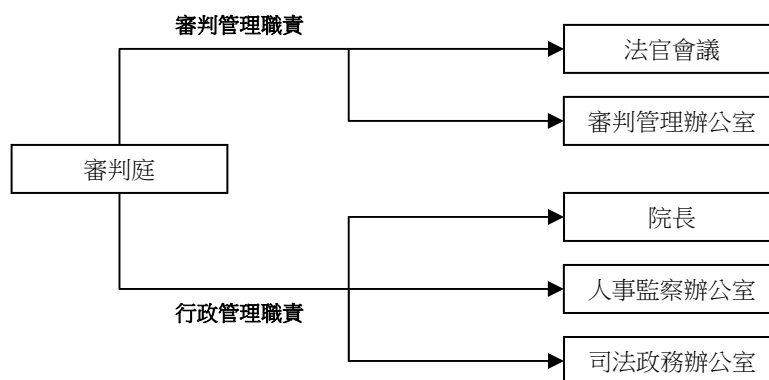 審判管理職責
法官會議
審判管理辦公室
審判庭
院長
人事監察辦公室
行政管理職責
司法政務辦公室